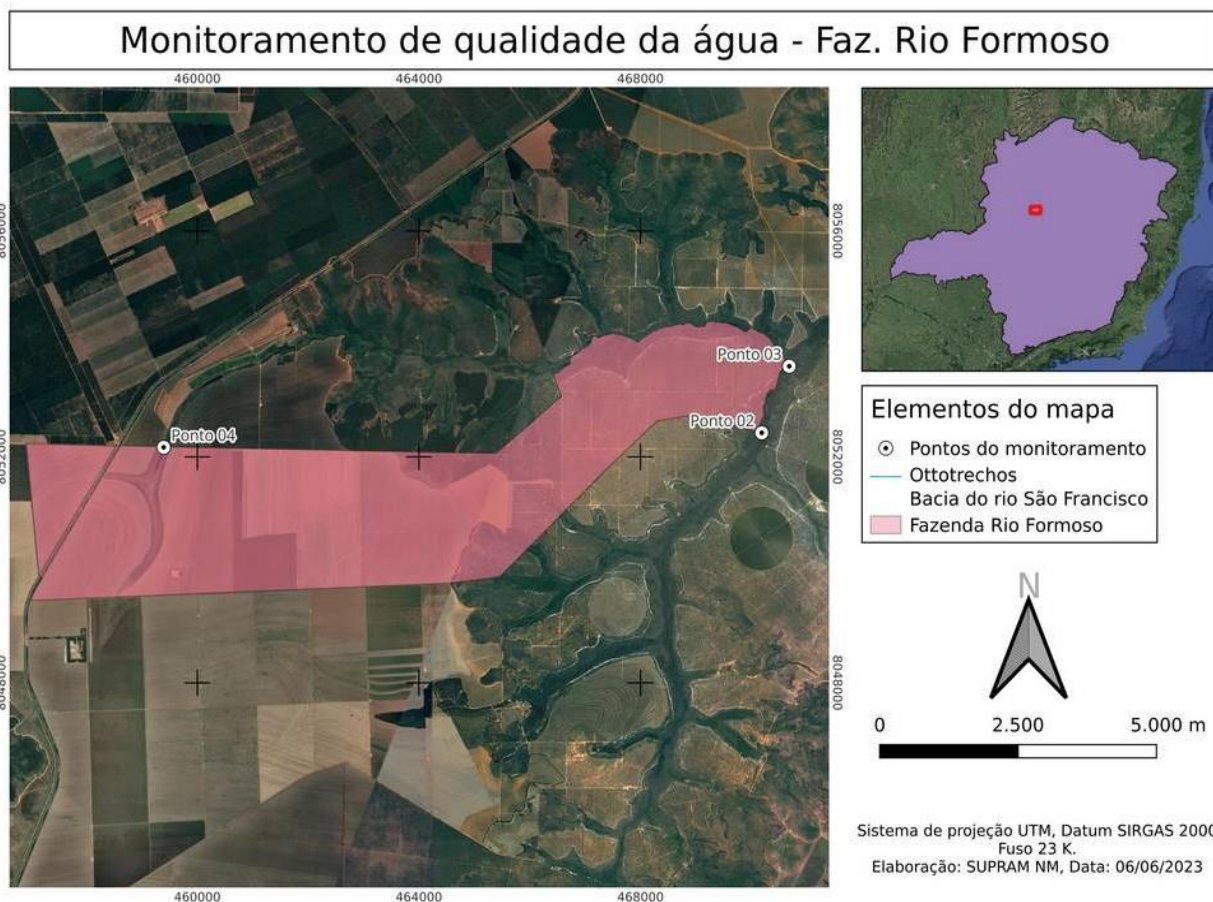 Monitoramento de qualidade da água - Faz. Rio Formoso
460000 464000 468000
8056000 8056000
Ponto 03
Ponto 02
Ponto 04
8052000 8052000
8048000 8048000
460000 464000 468000
Elementos do mapa
Pontos do monitoramento
Ottotrechos
Bacia do rio São Francisco
Fazenda Rio Formoso
N
0 2.500 5.000 m
Sistema de projeção UTM, Datum SIRGAS 2000
Fuso 23 K.
Elaboração: SUPRAM NM, Data: 06/06/2023